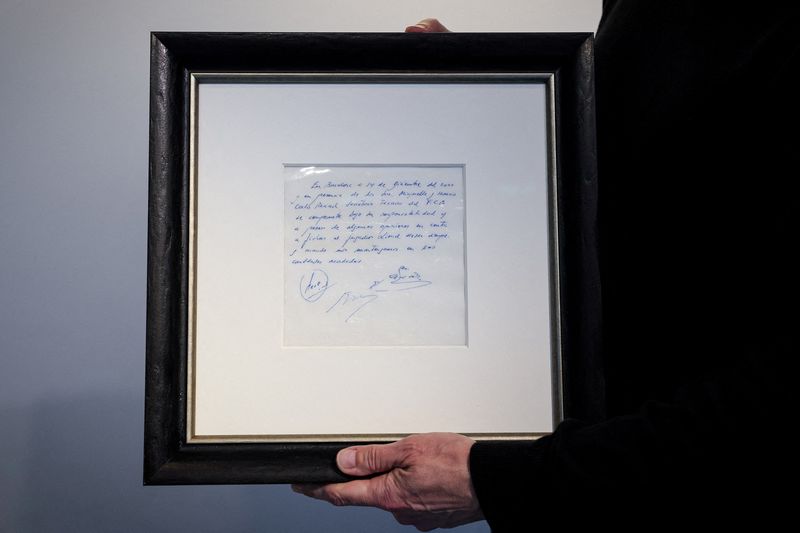 En Barcelona a 14 de Diciembre del 2000
y en presencia de los Srs. Minguella y Horacio
Carles Rexach Secretario Técnico del F.C.B
se compromete bajo su responsabilidad y
a pesar de algunas opiniones en contra
a fichar al jugador Lionel Messi siempre
y cuando nos mantengamos en las
cantidades acordadas